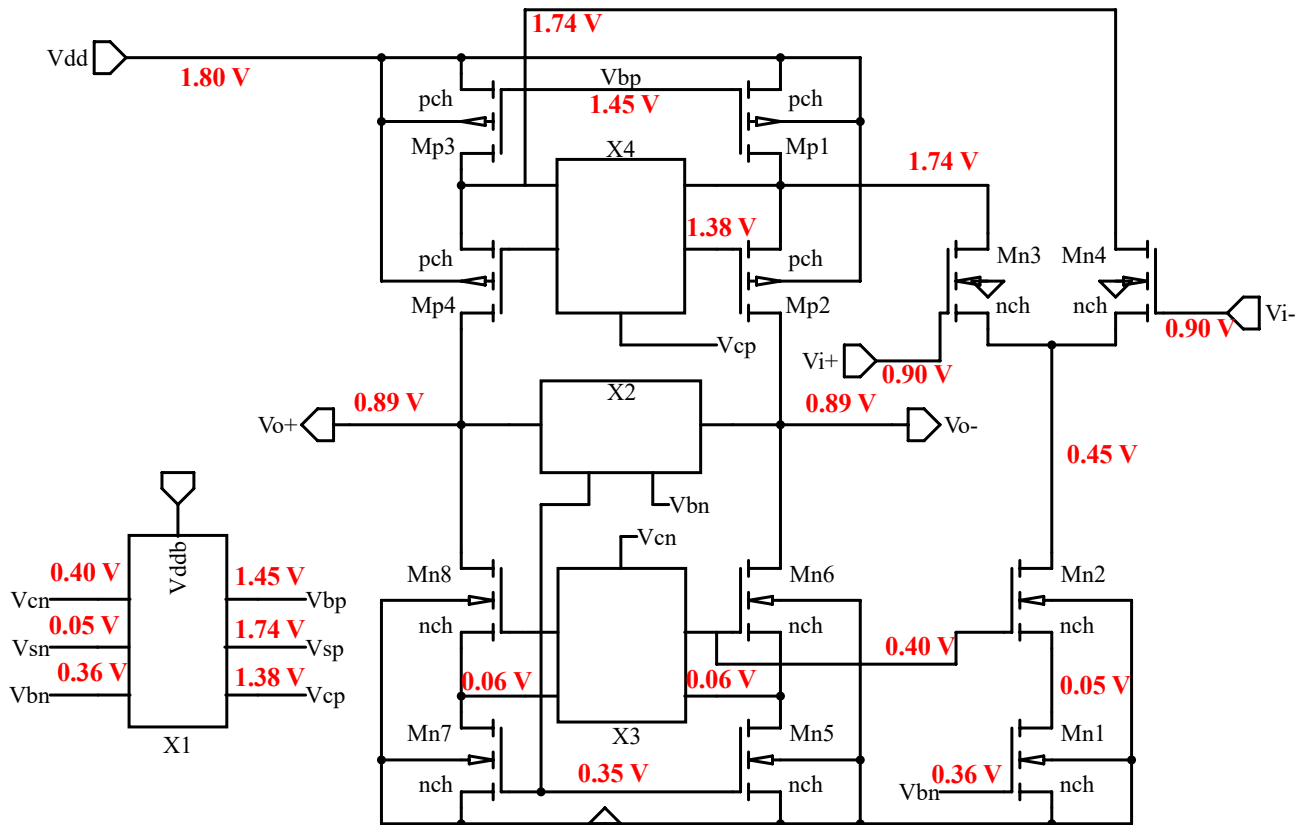 1.74 V
Vdd
1.80 V
Vbp
1.45 V
pch
pch
Mp3
Mp1
X4
1.74 V
1.38 V
pch
pch
Mn3
Mn4
Mp4
Mp2
nch
nch
Vcp
Vi+
0.90 V
0.90 V
Vi-
X2
0.89 V
0.89 V
Vo+
Vo-
0.45 V
Vbn
Vcn
Vddb
0.40 V
1.45 V
Vcn
Vbp
0.05 V
1.74 V
Vsn
Vsp
0.36 V
1.38 V
Vbn
Vcp
X1
Mn8
Mn6
Mn2
nch
nch
nch
0.40 V
0.06 V
0.06 V
0.05 V
Mn7
X3
Mn5
Mn1
0.35 V
0.36 V
nch
nch
Vbn
nch